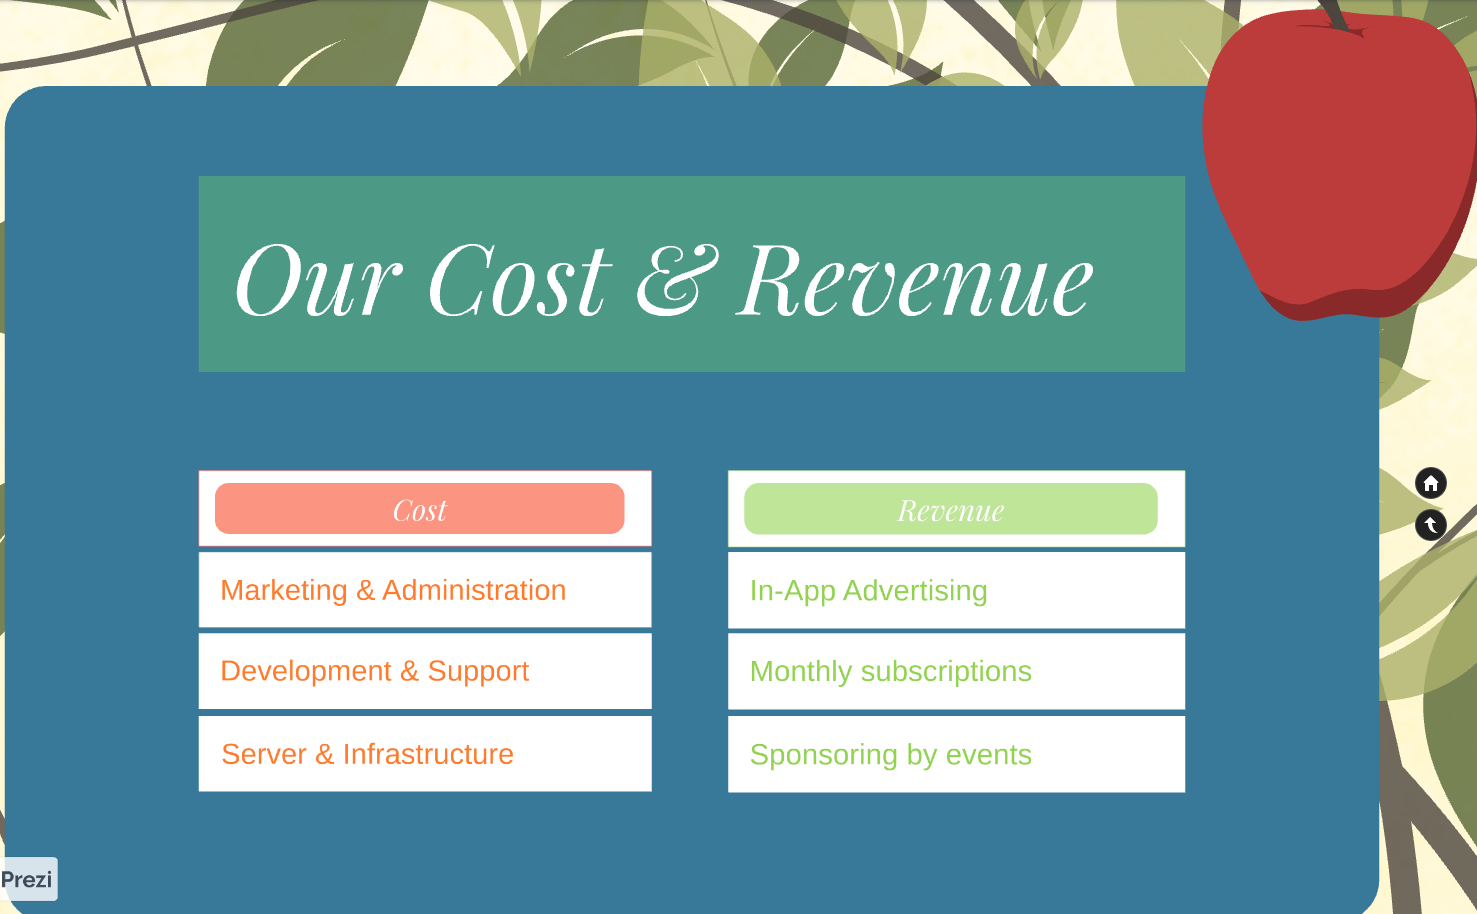 Our Cost & Revenue
Cost
Marketing & Administration
Development & Support
Server & Infrastructure
Revenue
In-App Advertising
Monthly subscriptions
Sponsoring by events
Prezi